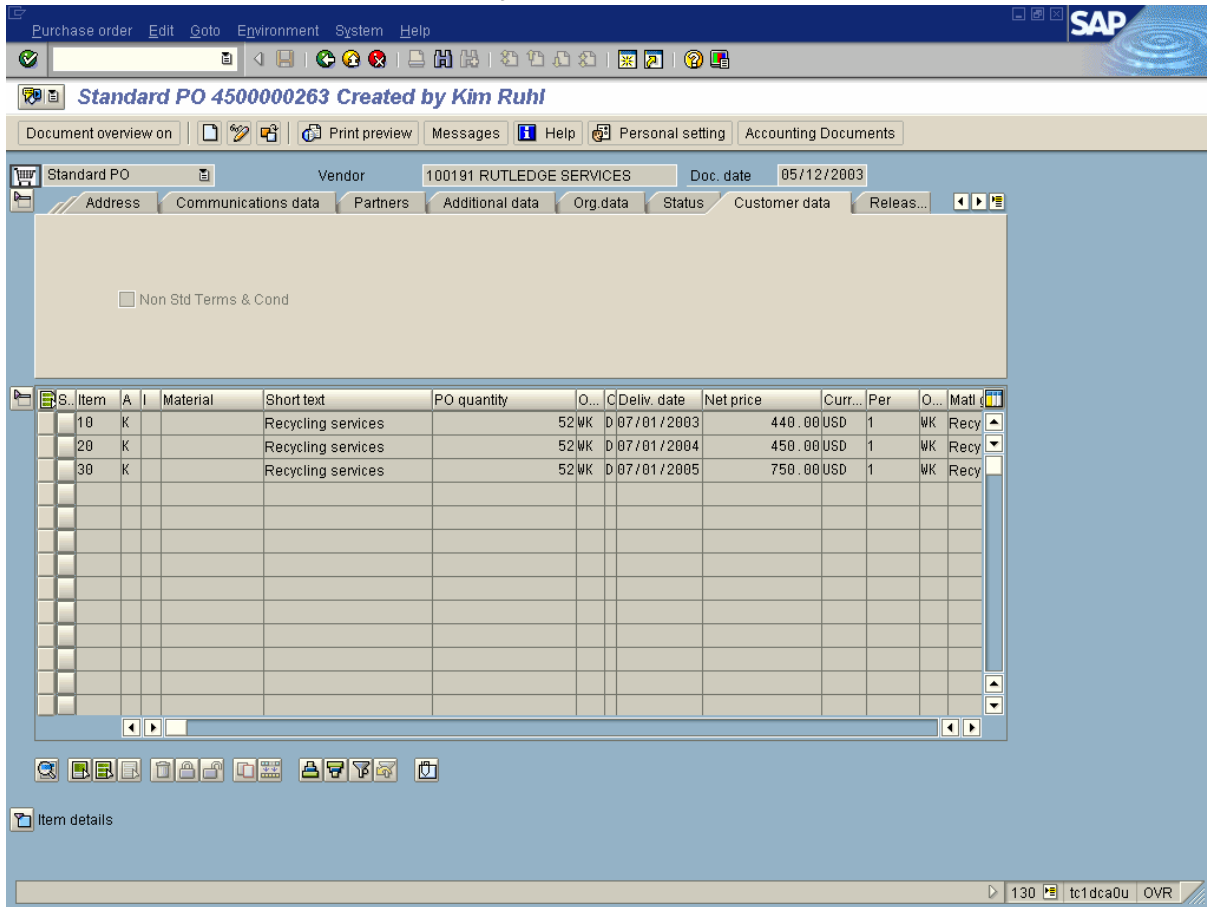 Purchase order Edit Goto Environment System Help
SAP
Standard PO 4500000263 Created by Kim Ruhl
Document overview on Print preview Messages Help Personal setting Accounting Documents
Standard PO Vendor 100191 RUTLEDGE SERVICES Doc. date 05/12/2003
Address Communications data Partners Additional data Org.data Status Customer data Releas...
Non Std Terms & Cond
S.. Item A I Material Short text PO quantity O... C Deliv. date Net price Curr... Per O... Matl g
10 K Recycling services 52 WK D 07/01/2003 440.00 USD 1 WK Recy
20 K Recycling services 52 WK D 07/01/2004 450.00 USD 1 WK Recy
30 K Recycling services 52 WK D 07/01/2005 750.00 USD 1 WK Recy
Item details
130 tc1dca0u OVR